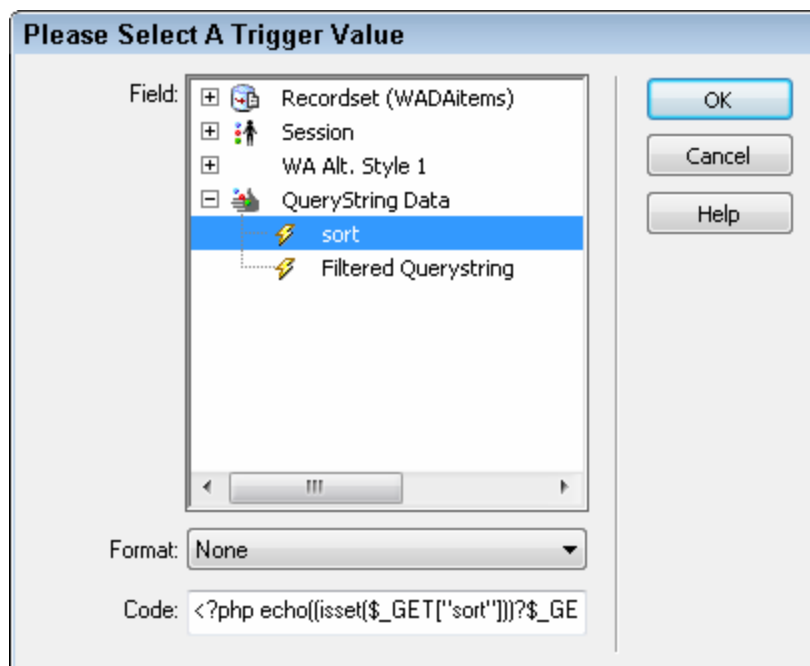 Please Select A Trigger Value
Field:
Recordset (WADAitems)
Session
WA Alt. Style 1
QueryString Data
sort
Filtered Querystring
OK
Cancel
Help
Format: None
Code: <?php echo((isset($_GET["sort"]))?$_GE